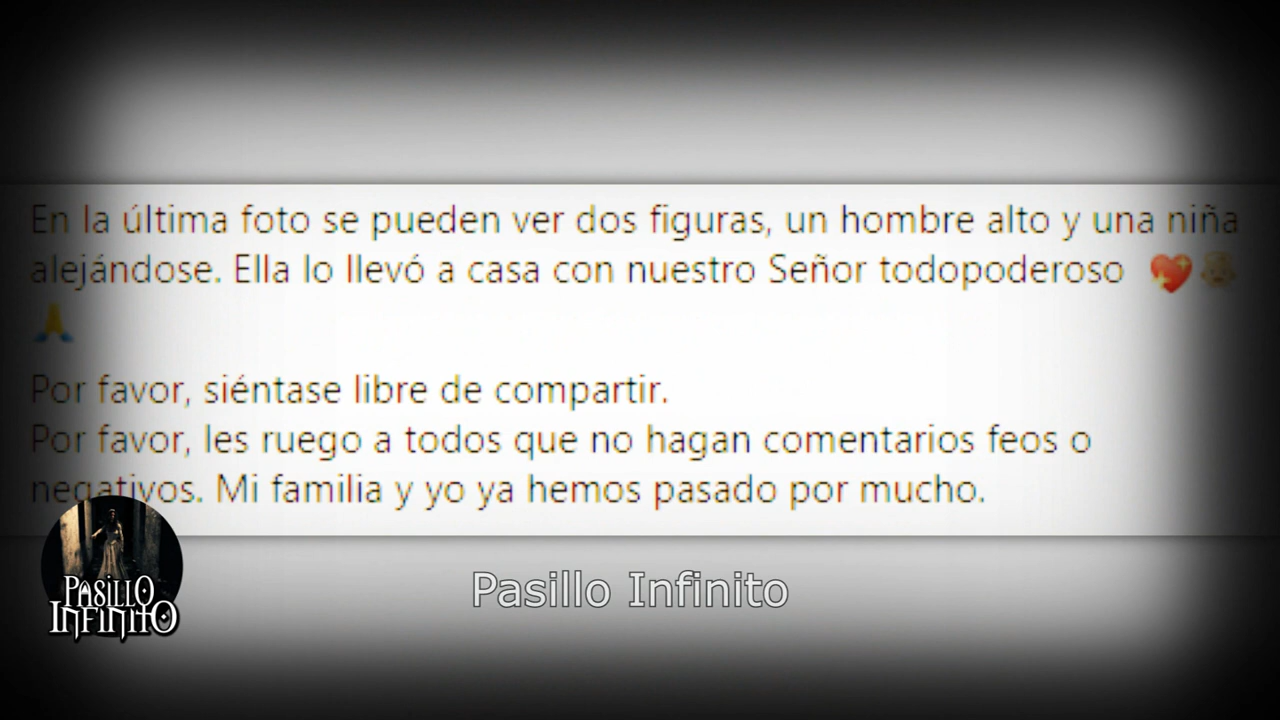 En la última foto se pueden ver dos figuras, un hombre alto y una niña
alejándose. Ella lo llevó a casa con nuestro Señor todopoderoso 💖👼
🙏
Por favor, siéntase libre de compartir.
Por favor, les ruego a todos que no hagan comentarios feos o
negativos. Mi familia y yo ya hemos pasado por mucho.
PASILLO
INFINITO
Pasillo Infinito